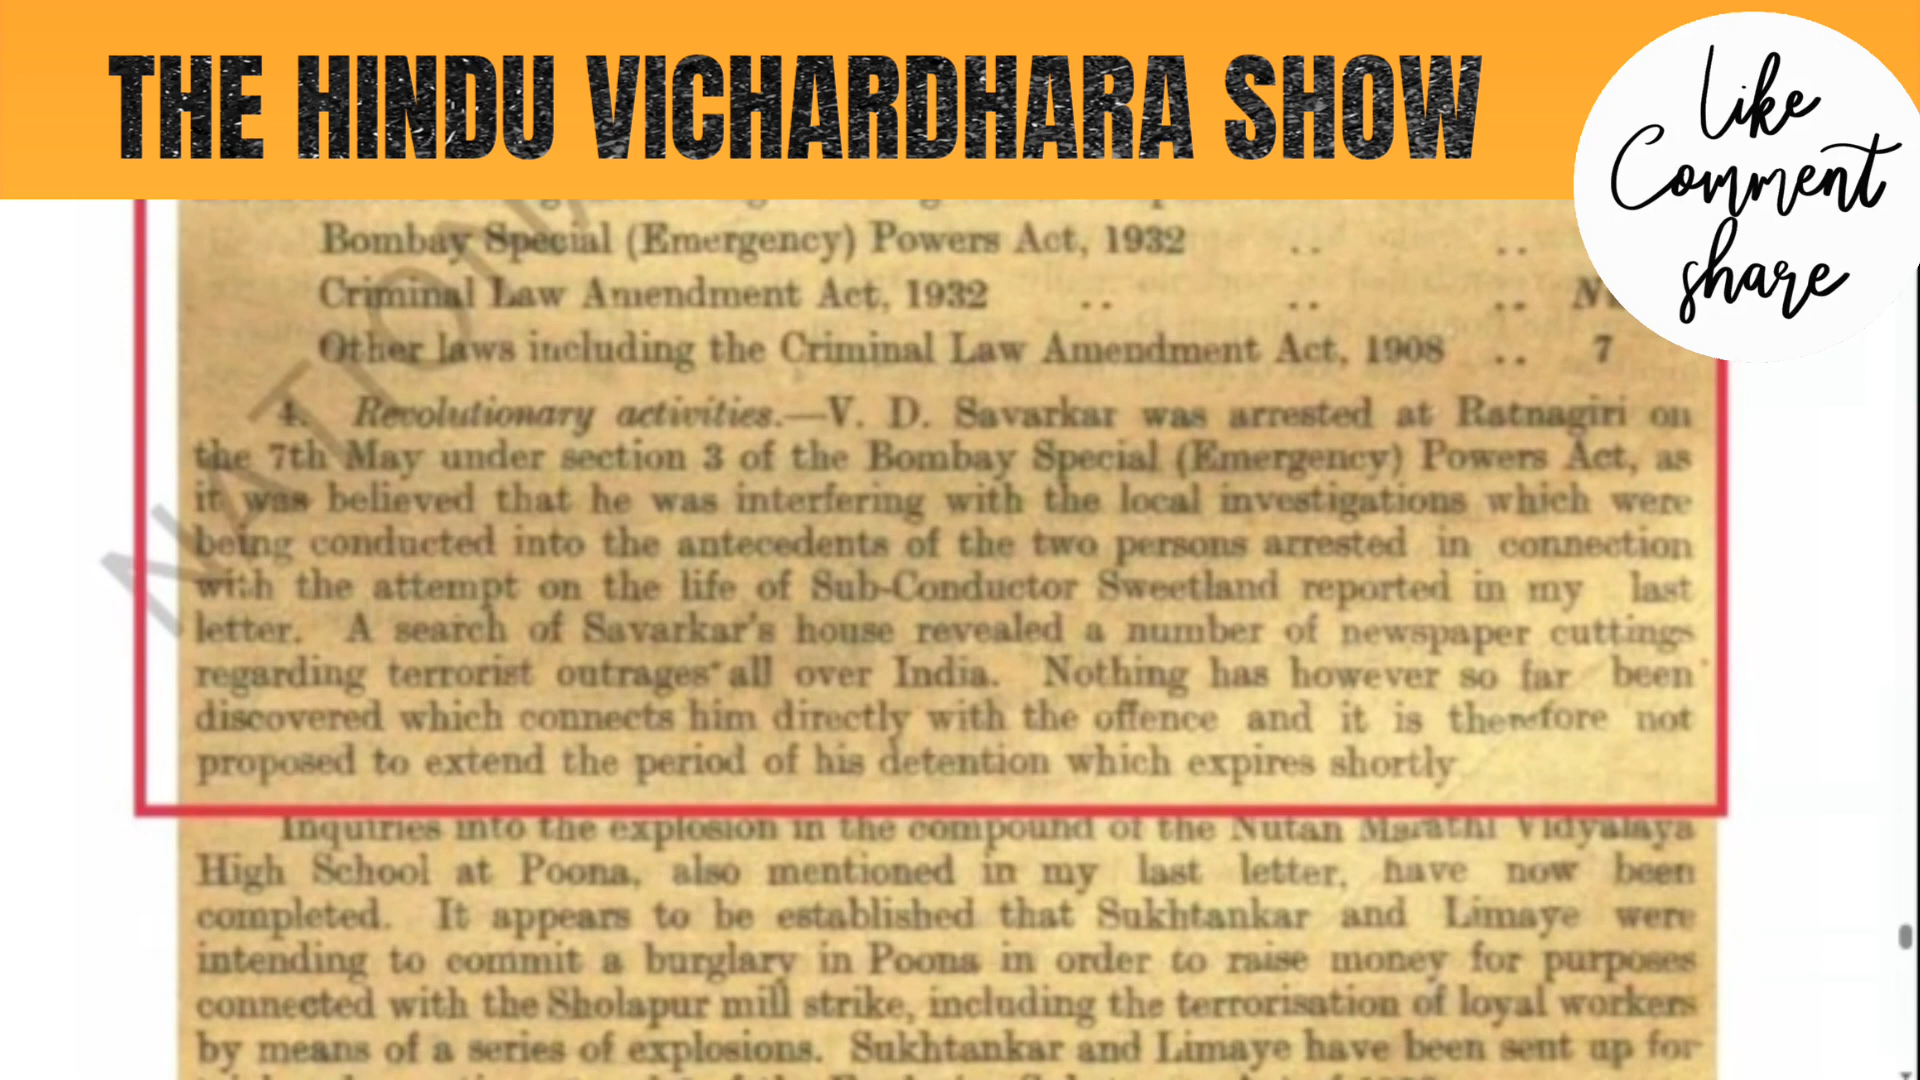 THE HINDU VICHARDHARA SHOW
Like
Comment
share
Bombay Special (Emergency) Powers Act, 1932 .. ..
Criminal Law Amendment Act, 1932 .. .. ..
Other laws including the Criminal Law Amendment Act, 1908 .. 7
4. Revolutionary activities.—V. D. Savarkar was arrested at Ratnagiri on
the 7th May under section 3 of the Bombay Special (Emergency) Powers Act, as
it was believed that he was interfering with the local investigations which were
being conducted into the antecedents of the two persons arrested in connection
with the attempt on the life of Sub-Conductor Sweetland reported in my last
letter. A search of Savarkar's house revealed a number of newspaper cuttings
regarding terrorist outrages all over India. Nothing has however so far been
discovered which connects him directly with the offence and it is therefore not
proposed to extend the period of his detention which expires shortly
Inquiries into the explosion in the compound of the Nutan Marathi Vidyalaya
High School at Poona, also mentioned in my last letter, have now been
completed. It appears to be established that Sukhtankar and Limaye were
intending to commit a burglary in Poona in order to raise money for purposes
connected with the Sholapur mill strike, including the terrorisation of loyal workers
by means of a series of explosions. Sukhtankar and Limaye have been sent up for